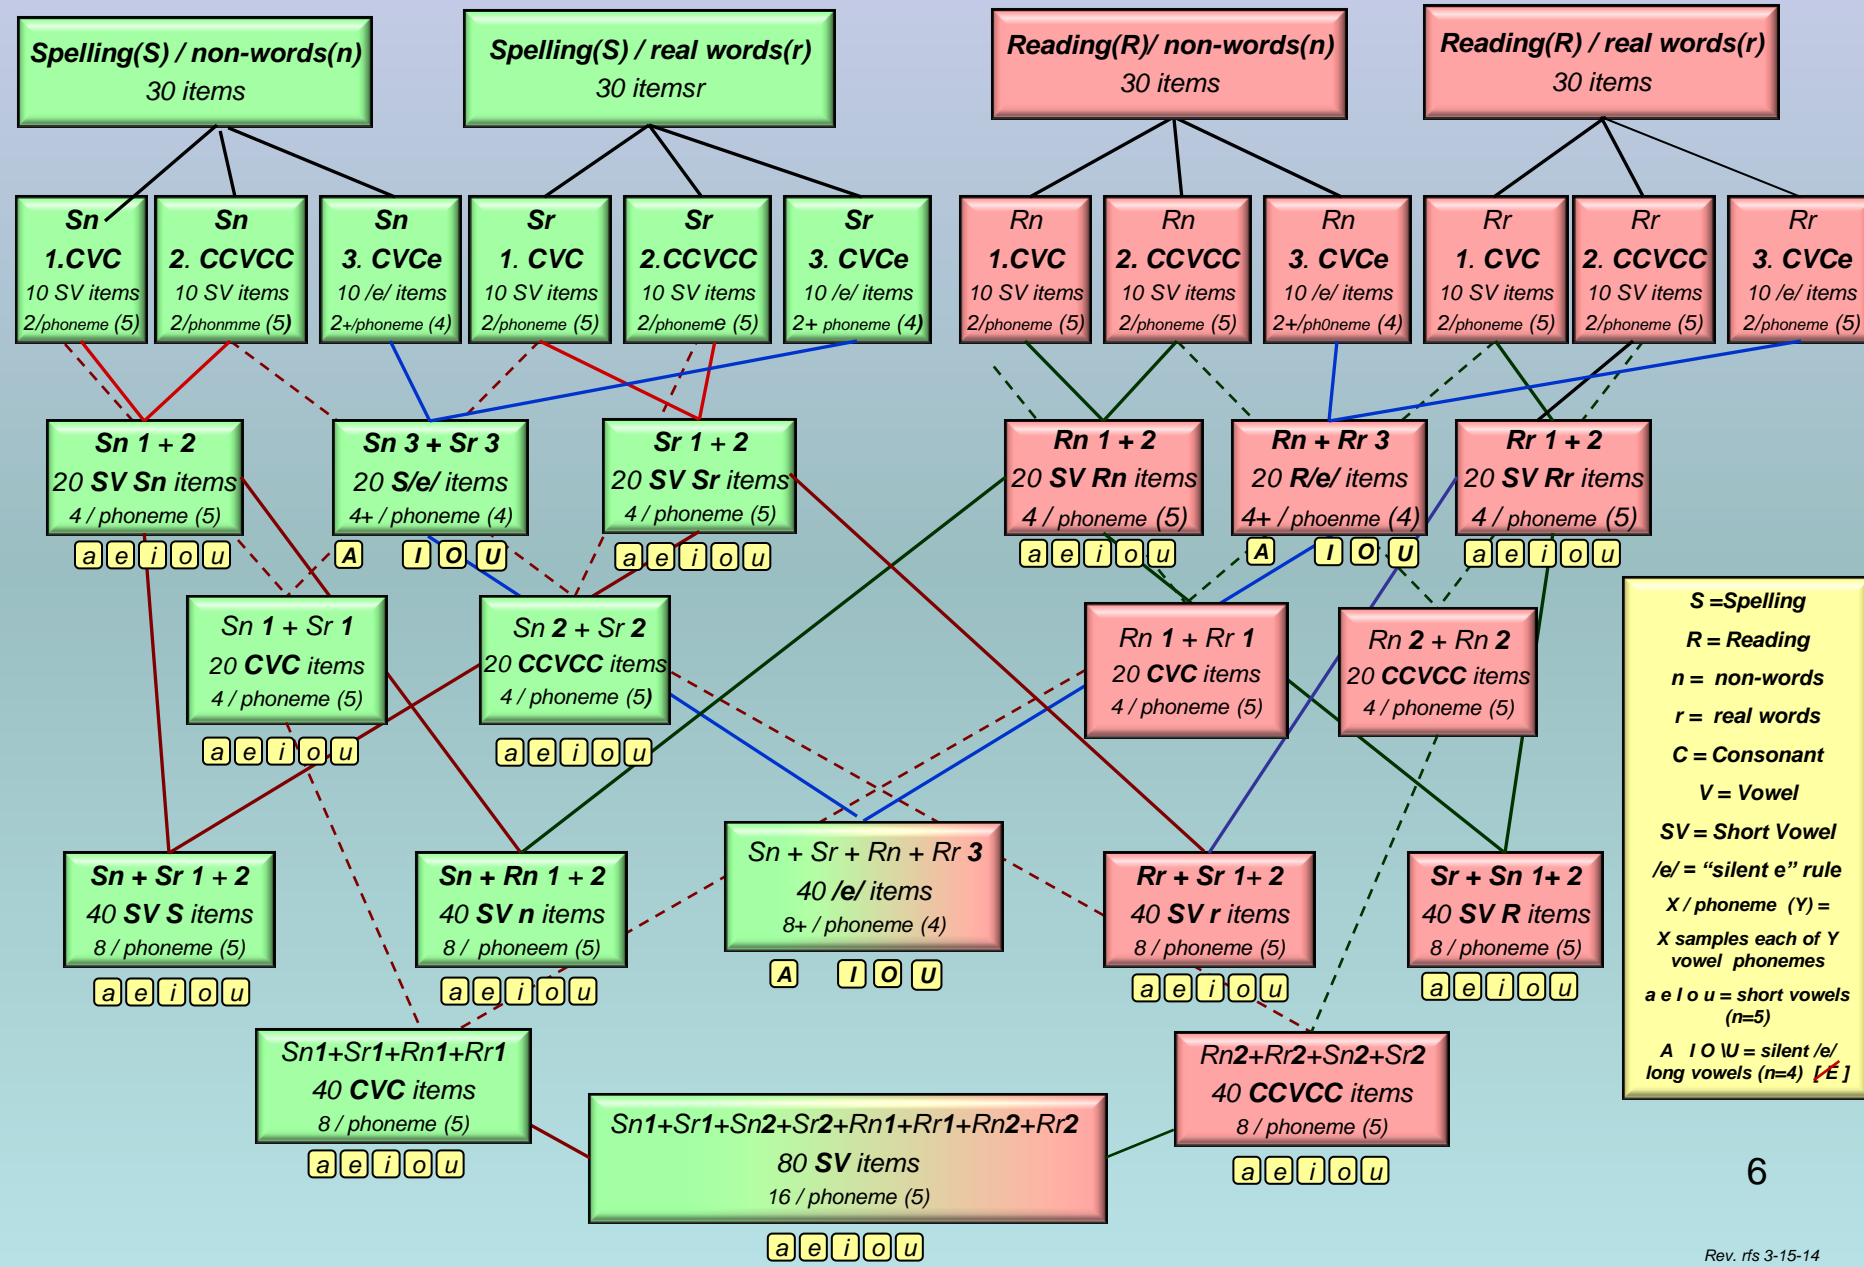 Spelling(S) / non-words(n)
30 items
Spelling(S) / real words(r)
30 itemsr
Reading(R)/ non-words(n)
30 items
Reading(R) / real words(r)
30 items
Sn
1.CVC
10 SV items
2/phoneme (5)
Sn
2. CCVCC
10 SV items
2/phonmme (5)
Sn
3. CVCe
10 /e/ items
2+/phoneme (4)
Sr
1. CVC
10 SV items
2/phoneme (5)
Sr
2.CCVCC
10 SV items
2/phoneme (5)
Sr
3. CVCe
10 /e/ items
2+ phoneme (4)
Rn
1.CVC
10 SV items
2/phoneme (5)
Rn
2. CCVCC
10 SV items
2/phoneme (5)
Rn
3. CVCe
10 /e/ items
2+/ph0neme (4)
Rr
1. CVC
10 SV items
2/phoneme (5)
Rr
2. CCVCC
10 SV items
2/phoneme (5)
Rr
3. CVCe
10 /e/ items
2/phoneme (5)
Sn 1 + 2
20 SV Sn items
4 / phoneme (5)
a e i o u
Sn 3 + Sr 3
20 S/e/ items
4+ / phoneme (4)
A I O U
Sr 1 + 2
20 SV Sr items
4 / phoneme (5)
a e i o u
Rn 1 + 2
20 SV Rn items
4 / phoneme (5)
a e i o u
Rn + Rr 3
20 R/e/ items
4+ / phoenme (4)
A I O U
Rr 1 + 2
20 SV Rr items
4 / phoneme (5)
a e i o u
Sn 1 + Sr 1
20 CVC items
4 / phoneme (5)
a e i o u
Sn 2 + Sr 2
20 CCVCC items
4 / phoneme (5)
a e i o u
Rn 1 + Rr 1
20 CVC items
4 / phoneme (5)
Rn 2 + Rn 2
20 CCVCC items
4 / phoneme (5)
S =Spelling
R = Reading
n = non-words
r = real words
C = Consonant
V = Vowel
SV = Short Vowel
/e/ = “silent e” rule
X / phoneme (Y) =
X samples each of Y
vowel phonemes
a e I o u = short vowels
(n=5)
A I O \U = silent /e/
long vowels (n=4) [ E ]
Sn + Sr 1 + 2
40 SV S items
8 / phoneme (5)
a e i o u
Sn + Rn 1 + 2
40 SV n items
8 / phoneem (5)
a e i o u
Sn + Sr + Rn + Rr 3
40 /e/ items
8+ / phoneme (4)
A I O U
Rr + Sr 1+ 2
40 SV r items
8 / phoneme (5)
a e i o u
Sr + Sn 1+ 2
40 SV R items
8 / phoneme (5)
a e i o u
Sn1+Sr1+Rn1+Rr1
40 CVC items
8 / phoneme (5)
a e i o u
Sn1+Sr1+Sn2+Sr2+Rn1+Rr1+Rn2+Rr2
80 SV items
16 / phoneme (5)
a e i o u
Rn2+Rr2+Sn2+Sr2
40 CCVCC items
8 / phoneme (5)
a e i o u
6
Rev. rfs 3-15-14